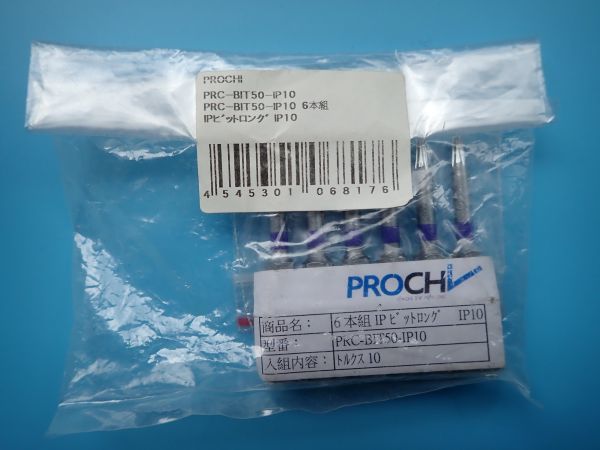 PROCHI
PRC-BIT50-IP10
PRC-BIT50-IP10 6本組
IPビットロング IP10
4 545301 068176
PROCHI
商品名： 6本組IPビットロング IP10
型番： PRC-BIT50-IP10
入組内容： トルクス10